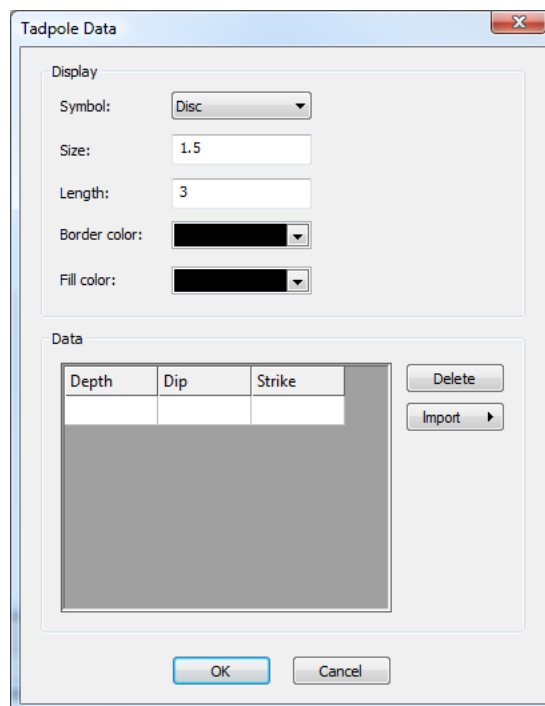 Tadpole Data
Display
Symbol: Disc
Size: 1.5
Length: 3
Border color:
Fill color:
Data
Depth Dip Strike
Delete
Import
OK Cancel